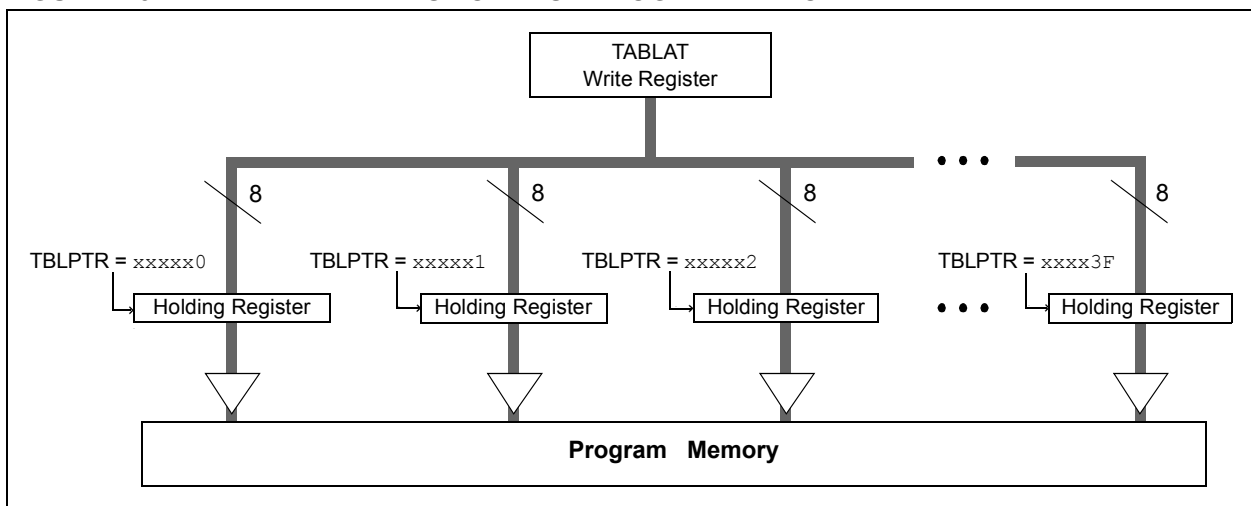 TABLAT
Write Register
8 8 8 8
TBLPTR = xxxxx0 TBLPTR = xxxxx1 TBLPTR = xxxxx2 TBLPTR = xxxx3F
Holding Register Holding Register Holding Register Holding Register
Program Memory